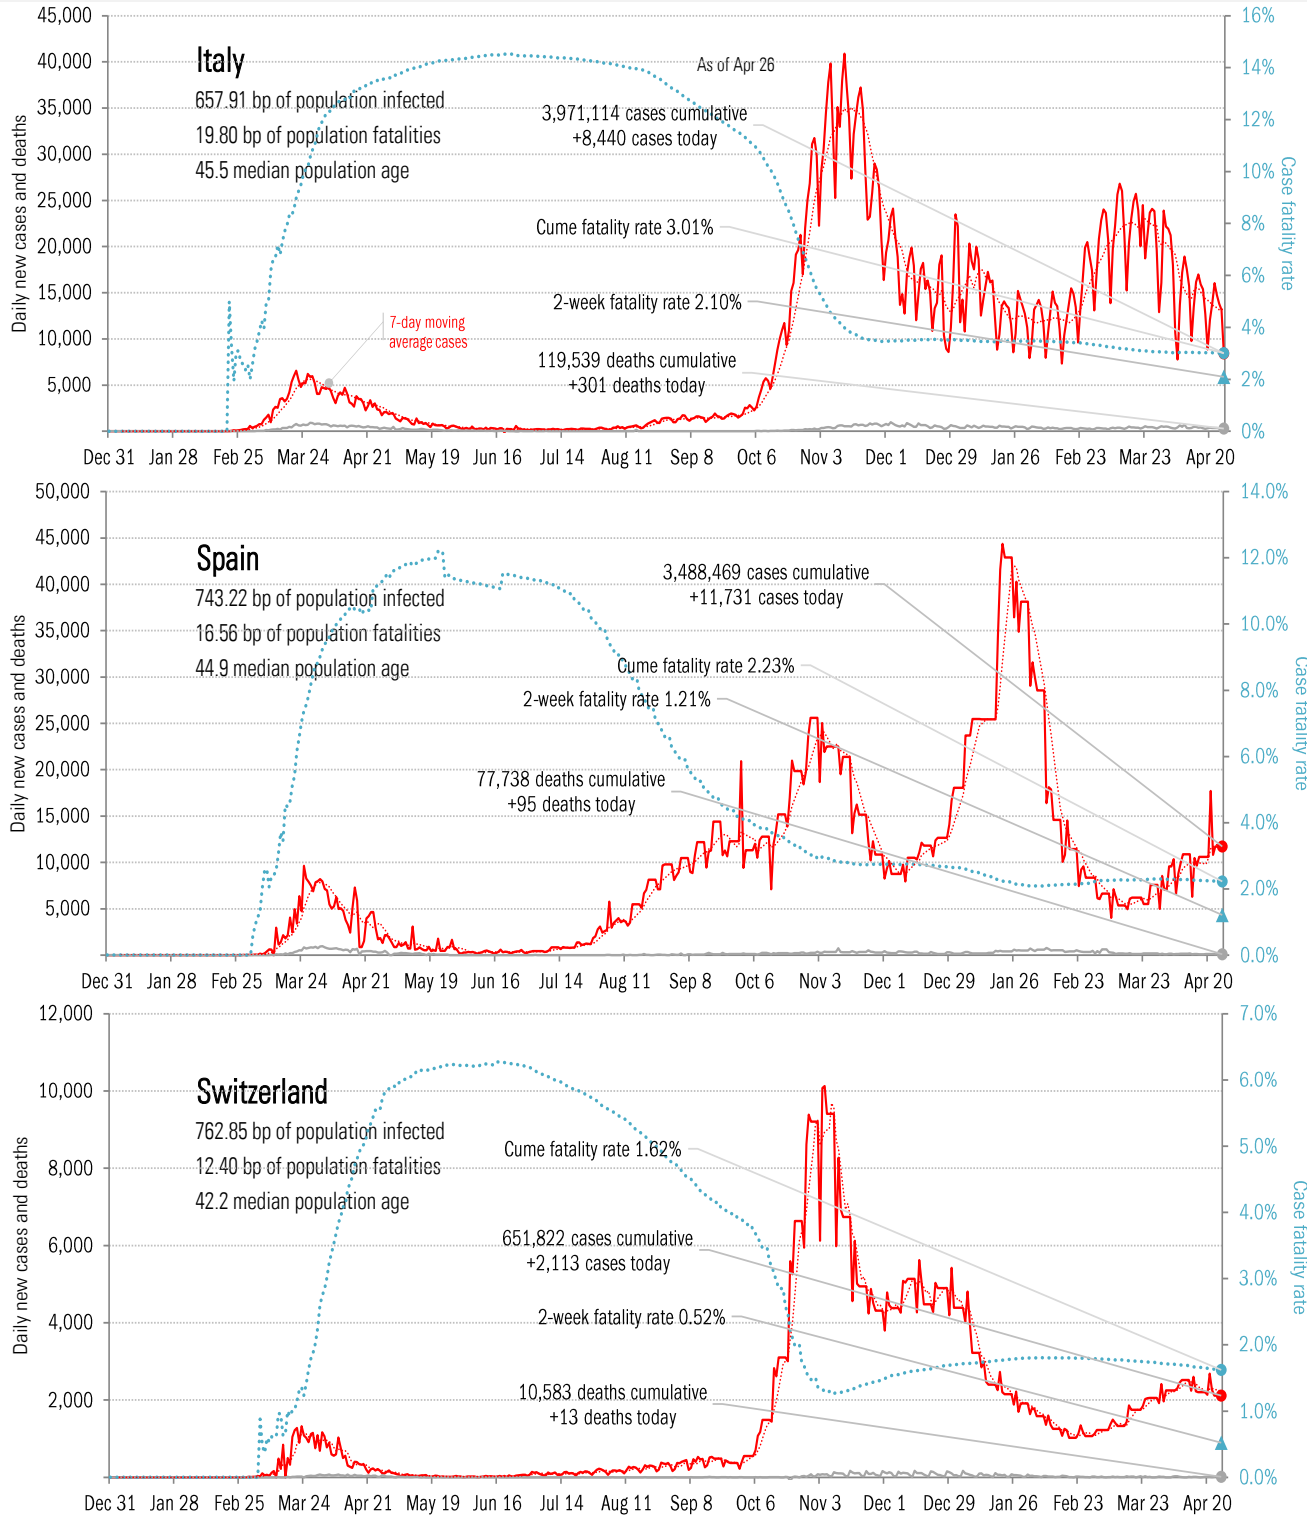 45,000
40,000
35,000
30,000
25,000
20,000
15,000
10,000
5,000
Daily new cases and deaths
Italy
657.91 bp of population infected
19.80 bp of population fatalities
45.5 median population age
As of Apr 26
3,971,114 cases cumulative
+8,440 cases today
Cume fatality rate 3.01%
2-week fatality rate 2.10%
7-day moving
average cases
119,539 deaths cumulative
+301 deaths today
16%
14%
12%
10%
8%
6%
4%
2%
0%
Case fatality rate
Dec 31 Jan 28 Feb 25 Mar 24 Apr 21 May 19 Jun 16 Jul 14 Aug 11 Sep 8 Oct 6 Nov 3 Dec 1 Dec 29 Jan 26 Feb 23 Mar 23 Apr 20
50,000
45,000
40,000
35,000
30,000
25,000
20,000
15,000
10,000
5,000
Daily new cases and deaths
Spain
743.22 bp of population infected
16.56 bp of population fatalities
44.9 median population age
3,488,469 cases cumulative
+11,731 cases today
Cume fatality rate 2.23%
2-week fatality rate 1.21%
77,738 deaths cumulative
+95 deaths today
14.0%
12.0%
10.0%
8.0%
6.0%
4.0%
2.0%
0.0%
Case fatality rate
Dec 31 Jan 28 Feb 25 Mar 24 Apr 21 May 19 Jun 16 Jul 14 Aug 11 Sep 8 Oct 6 Nov 3 Dec 1 Dec 29 Jan 26 Feb 23 Mar 23 Apr 20
12,000
10,000
8,000
6,000
4,000
2,000
Daily new cases and deaths
Switzerland
762.85 bp of population infected
12.40 bp of population fatalities
42.2 median population age
Cume fatality rate 1.62%
651,822 cases cumulative
+2,113 cases today
2-week fatality rate 0.52%
10,583 deaths cumulative
+13 deaths today
7.0%
6.0%
5.0%
4.0%
3.0%
2.0%
1.0%
0.0%
Case fatality rate
Dec 31 Jan 28 Feb 25 Mar 24 Apr 21 May 19 Jun 16 Jul 14 Aug 11 Sep 8 Oct 6 Nov 3 Dec 1 Dec 29 Jan 26 Feb 23 Mar 23 Apr 20